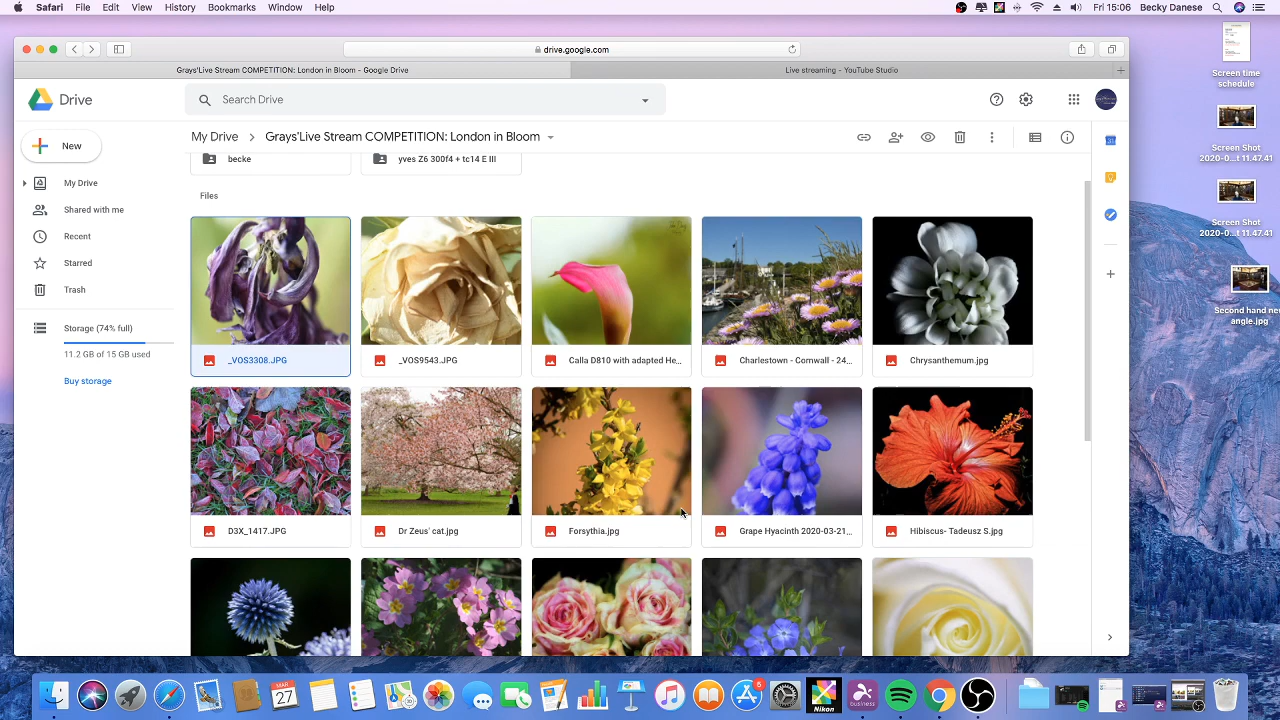 Safari File Edit View History Bookmarks Window Help Fri 15:06 Becky Danese
drive.google.com
Grays'Live Stream COMPETITION: London in Bloom - Google Drive
Live streaming - YouTube Studio
Drive
Search Drive
New
My Drive > Grays'Live Stream COMPETITION: London in Bloom
My Drive
Shared with me
Recent
Starred
Trash
Storage (74% full)
11.2 GB of 15 GB used
Buy storage
becke
yves Z6 300f4 + tc14 E III
Files
_VOS3308.JPG
_VOS9543.JPG
Calla D810 with adapted He...
Charlestown - Cornwall - 24...
Chrysanthemum.jpg
D3X_1417.JPG
Dr Zeus' cat.jpg
Forsythia.jpg
Grape Hyacinth 2020-03-21...
Hibiscus- Tadeusz S.jpg
31
Screen time
schedule
Screen Shot
2020-0...t 11.47.41
Screen Shot
2020-0...t 11.47.41
Second hand ne
angle.jpg
MAR
27
5
Nikon
business